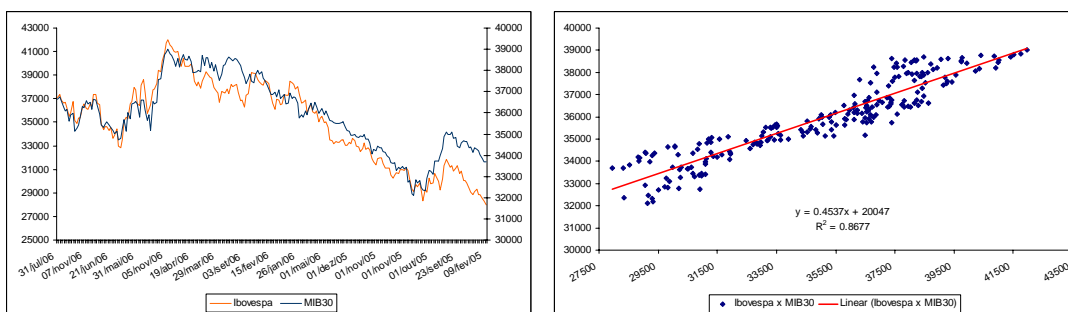 43000
41000
39000
37000
35000
33000
31000
29000
27000
25000
40000
39000
38000
37000
36000
35000
34000
33000
32000
31000
30000
31/jul/06
07/nov/06
21/jun/06
31/mai/06
05/nov/06
19/abr/06
29/mar/06
03/set/06
15/fev/06
26/jan/06
01/mai/06
01/dez/05
01/nov/05
01/nov/05
01/out/05
23/set/05
09/fev/05
Ibovespa MIB30
40000
39000
38000
37000
36000
35000
34000
33000
32000
31000
30000
y = 0.4537x + 20047
R² = 0.8677
27500
29500
31500
33500
35500
37500
39500
41500
43500
Ibovespa x MIB30 Linear (Ibovespa x MIB30)